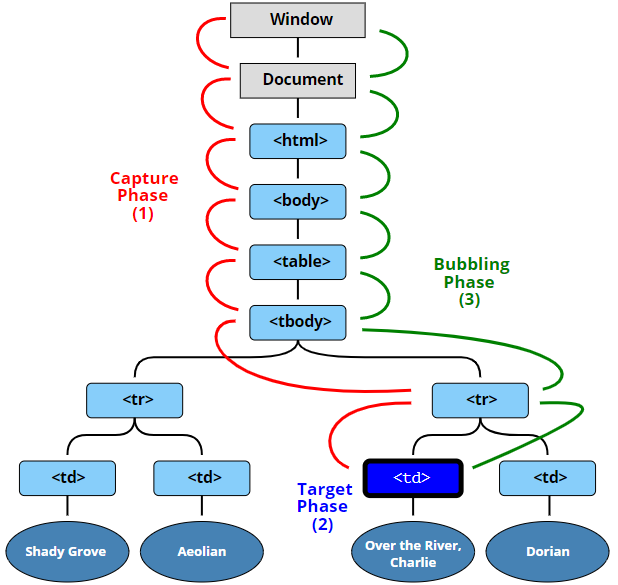 Window
Document
<html>
Capture
Phase
(1)
<body>
<table>
Bubbling
Phase
(3)
<tbody>
<tr>
<tr>
<td>
<td>
<td>
<td>
Target
Phase
(2)
Shady Grove
Aeolian
Over the River,
Charlie
Dorian